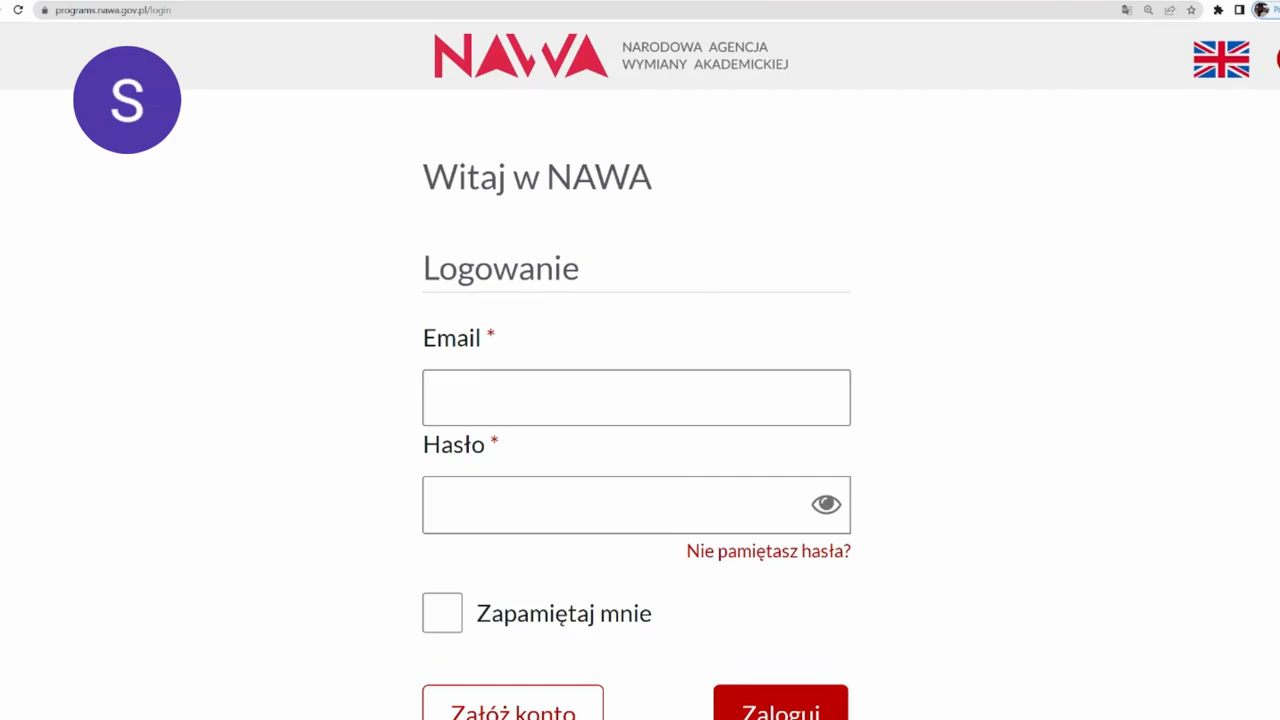 programs.nawa.gov.pl/login
NAWA
NARODOWA AGENCJA
WYMIANY AKADEMICKIEJ
S
Witaj w NAWA
Logowanie
Email *
Hasło *
Nie pamiętasz hasła?
Zapamiętaj mnie
Załóż konto
Zaloguj